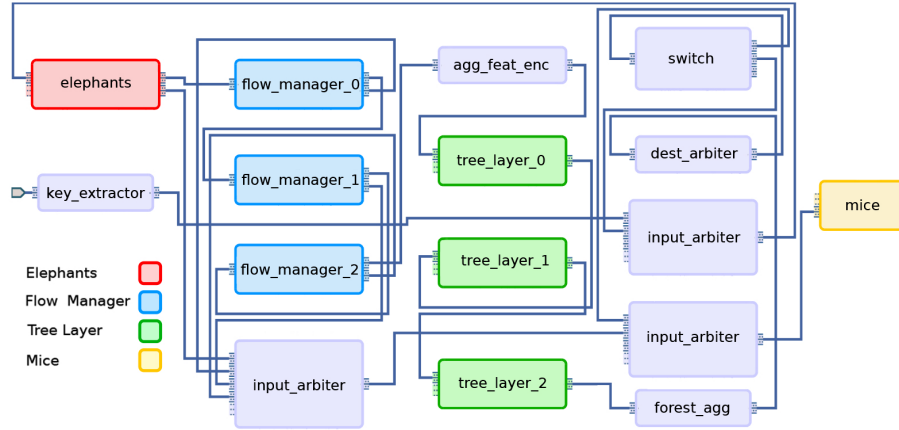 elephants
flow_manager_0
agg_feat_enc
switch
tree_layer_0
dest_arbiter
flow_manager_1
key_extractor
mice
input_arbiter
flow_manager_2
tree_layer_1
Elephants
Flow Manager
Tree Layer
Mice
input_arbiter
input_arbiter
tree_layer_2
forest_agg